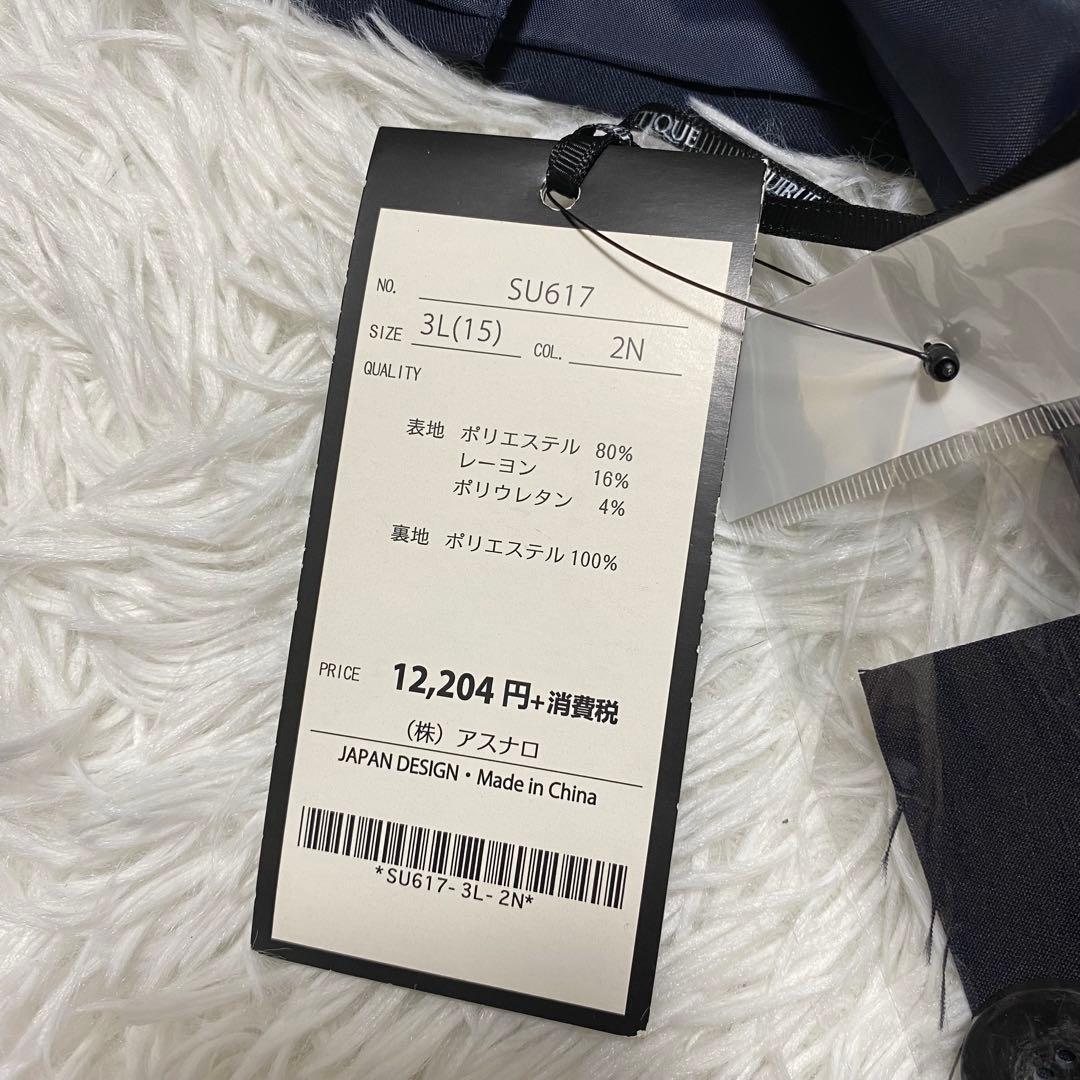 TIQUE
NO. SU617
SIZE 3L(15) COL. 2N
QUALITY
表地 ポリエステル 80%
レーヨン 16%
ポリウレタン 4%
裏地 ポリエステル 100%
PRICE 12,204 円+消費税
（株）アスナロ
JAPAN DESIGN・Made in China
*SU617-3L-2N*